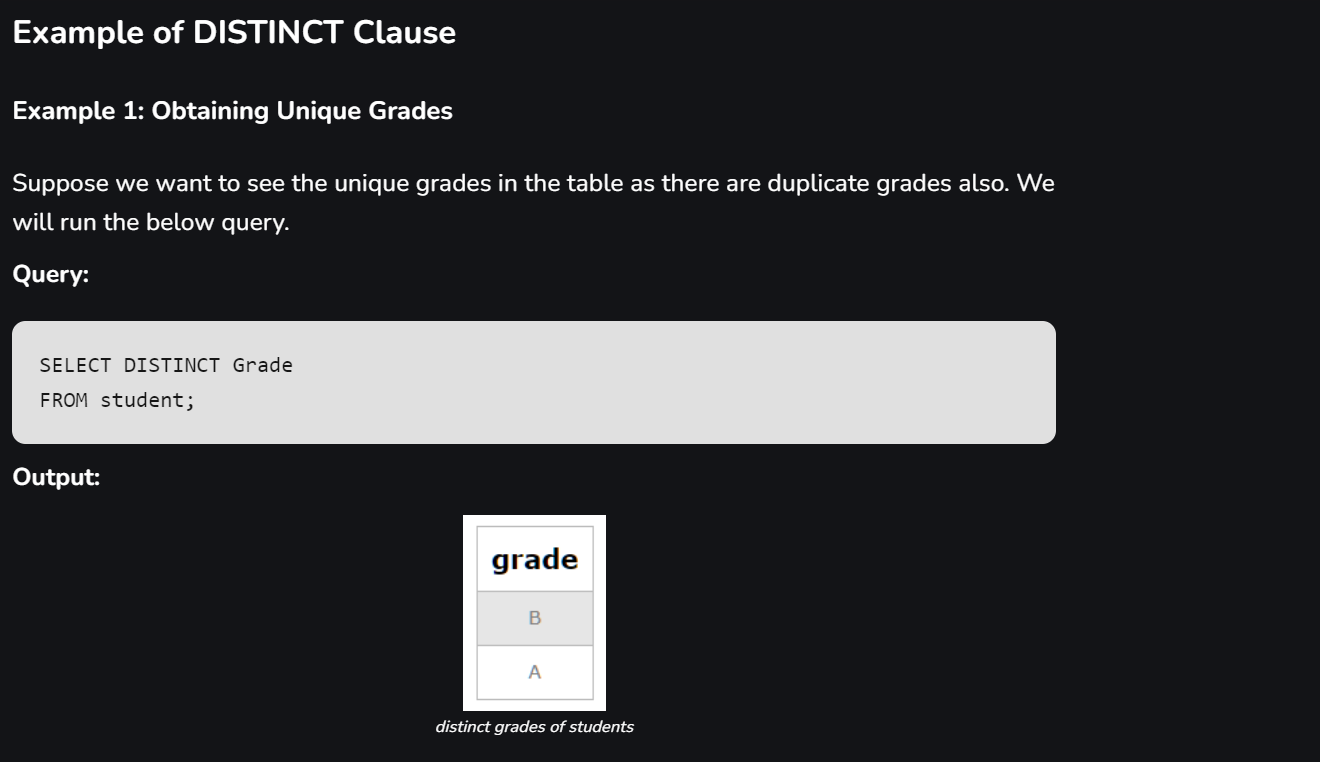 Example of DISTINCT Clause
Example 1: Obtaining Unique Grades
Suppose we want to see the unique grades in the table as there are duplicate grades also. We
will run the below query.
Query:
SELECT DISTINCT Grade
FROM student;
Output:
grade
B
A
distinct grades of students